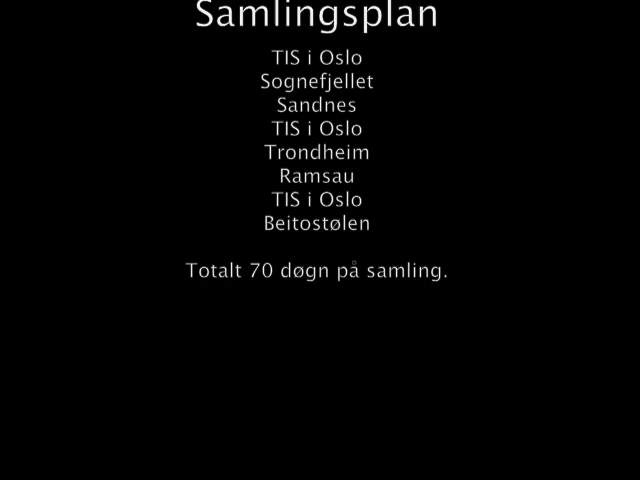 Samlingsplan
TIS i Oslo
Sognefjellet
Sandnes
TIS i Oslo
Trondheim
Ramsau
TIS i Oslo
Beitostølen
Totalt 70 døgn på samling.